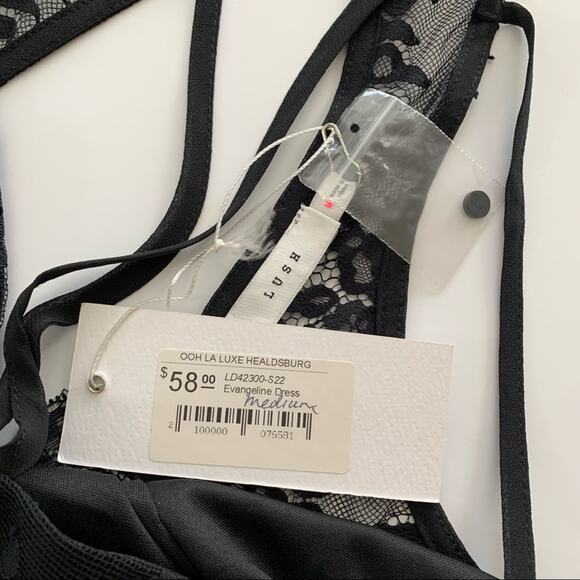 LUSH
OOH LA LUXE HEALDSBURG
$58.00 LD42300-S22
Evangeline Dress
medium
2 100000 076581